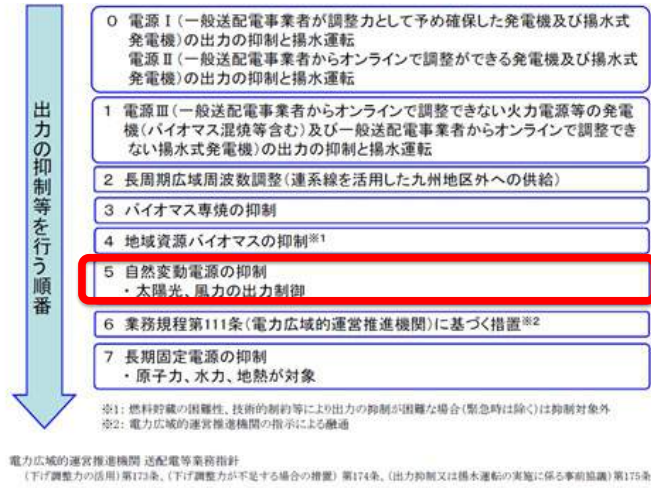 出力の抑制等を行う順番
0 電源Ⅰ(一般送配電事業者が調整力として予め確保した発電機及び揚水式
発電機)の出力の抑制と揚水運転
電源Ⅱ(一般送配電事業者からオンラインで調整ができる発電機及び揚水式
発電機)の出力の抑制と揚水運転
1 電源Ⅲ(一般送配電事業者からオンラインで調整できない火力電源等の発電
機(バイオマス混焼等含む)及び一般送配電事業者からオンラインで調整でき
ない揚水式発電機)の出力の抑制と揚水運転
2 長周期広域周波数調整(連系線を活用した九州地区外への供給)
3 バイオマス専焼の抑制
4 地域資源バイオマスの抑制※1
5 自然変動電源の抑制
・太陽光、風力の出力制御
6 業務規程第111条(電力広域的運営推進機関)に基づく措置※2
7 長期固定電源の抑制
・原子力、水力、地熱が対象
※1: 燃料貯蔵の困難性、技術的制約等により出力の抑制が困難な場合(緊急時は除く)は抑制対象外
※2: 電力広域的運営推進機関の指示による融通
電力広域的運営推進機関 送配電等業務指針
(下げ調整力の活用)第173条、(下げ調整力が不足する場合の措置) 第174条、(出力抑制又は揚水運転の実施に係る事前協議)第175条